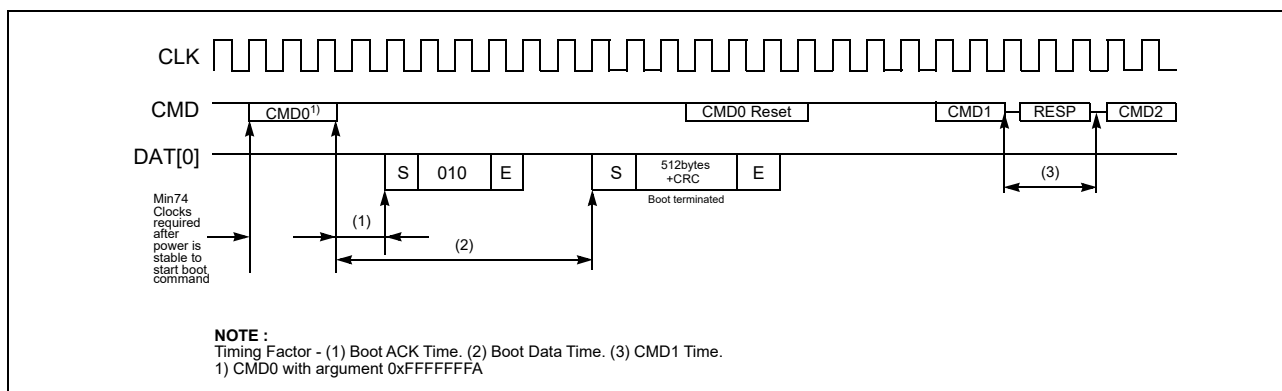 CLK
CMD
CMD0¹⁾
CMD0 Reset
CMD1
RESP
CMD2
DAT[0]
S
010
E
S
512bytes
+CRC
E
Boot terminated
(3)
Min74
Clocks
required
after
power is
stable to
start boot
command
(1)
(2)
NOTE :
Timing Factor - (1) Boot ACK Time. (2) Boot Data Time. (3) CMD1 Time.
1) CMD0 with argument 0xFFFFFFFA